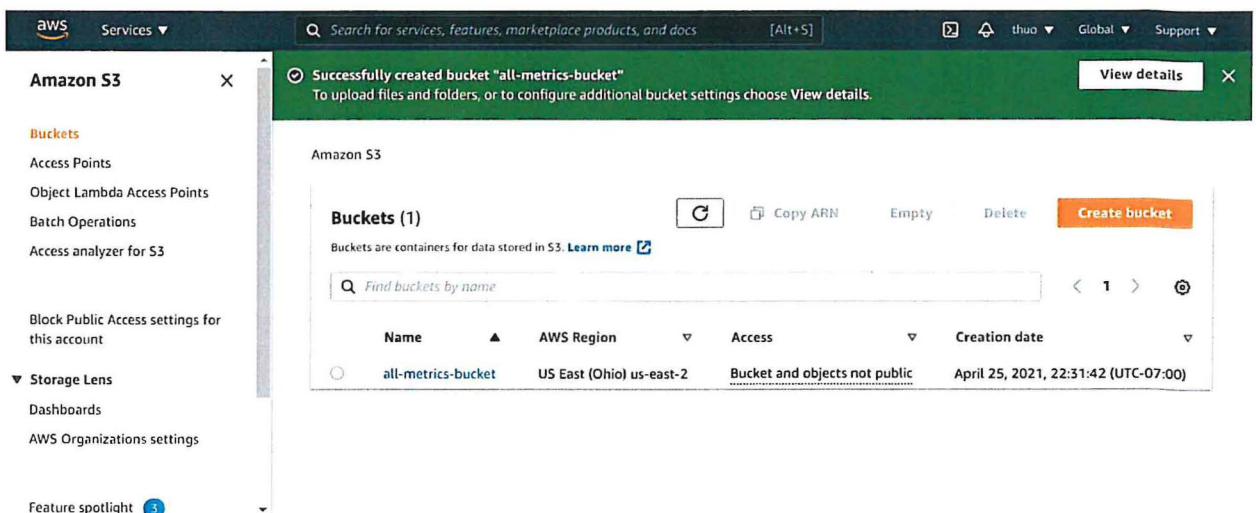 aws Services ▼ Search for services, features, marketplace products, and docs [Alt+S] thuo ▼ Global ▼ Support ▼
Amazon S3 X
Successfully created bucket "all-metrics-bucket"
To upload files and folders, or to configure additional bucket settings choose View details.
View details X
Buckets
Access Points
Object Lambda Access Points
Batch Operations
Access analyzer for S3
Block Public Access settings for
this account
▼ Storage Lens
Dashboards
AWS Organizations settings
Feature spotlight 3
Amazon S3
Buckets (1) Copy ARN Empty Delete Create bucket
Buckets are containers for data stored in S3. Learn more
Find buckets by name < 1 >
Name ▲ AWS Region ▽ Access ▽ Creation date ▽
all-metrics-bucket US East (Ohio) us-east-2 Bucket and objects not public April 25, 2021, 22:31:42 (UTC-07:00)